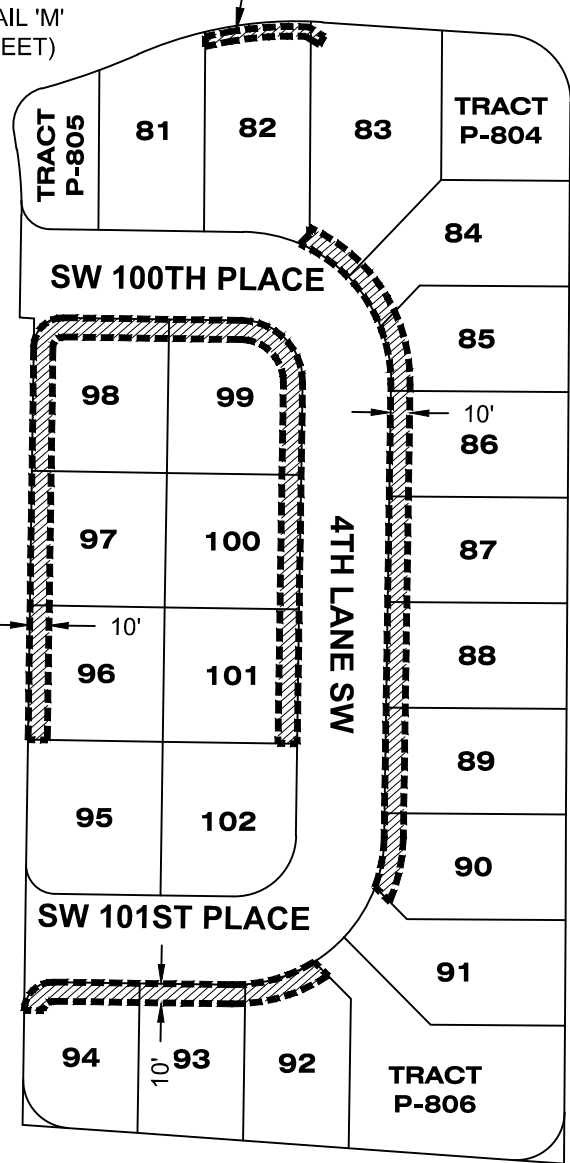 AIL 'M'
EET)
TRACT
P-805
81
82
83
TRACT
P-804
84
SW 100TH PLACE
85
98
99
10'
86
97
100
4TH LANE SW
87
10'
96
101
88
89
95
102
90
SW 101ST PLACE
91
94
10'
93
92
TRACT
P-806